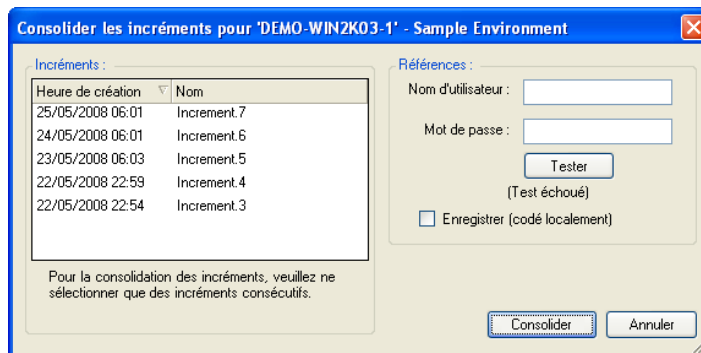 Consolider les incréments pour 'DEMO-WIN2K03-1' - Sample Environment
Incréments :
Heure de création Nom
25/05/2008 06:01 Increment.7
24/05/2008 06:01 Increment.6
23/05/2008 06:03 Increment.5
22/05/2008 22:59 Increment.4
22/05/2008 22:54 Increment.3
Pour la consolidation des incréments, veuillez ne
sélectionner que des incréments consécutifs.
Références :
Nom d'utilisateur :
Mot de passe :
Tester
(Test échoué)
Enregistrer (codé localement)
Consolider
Annuler